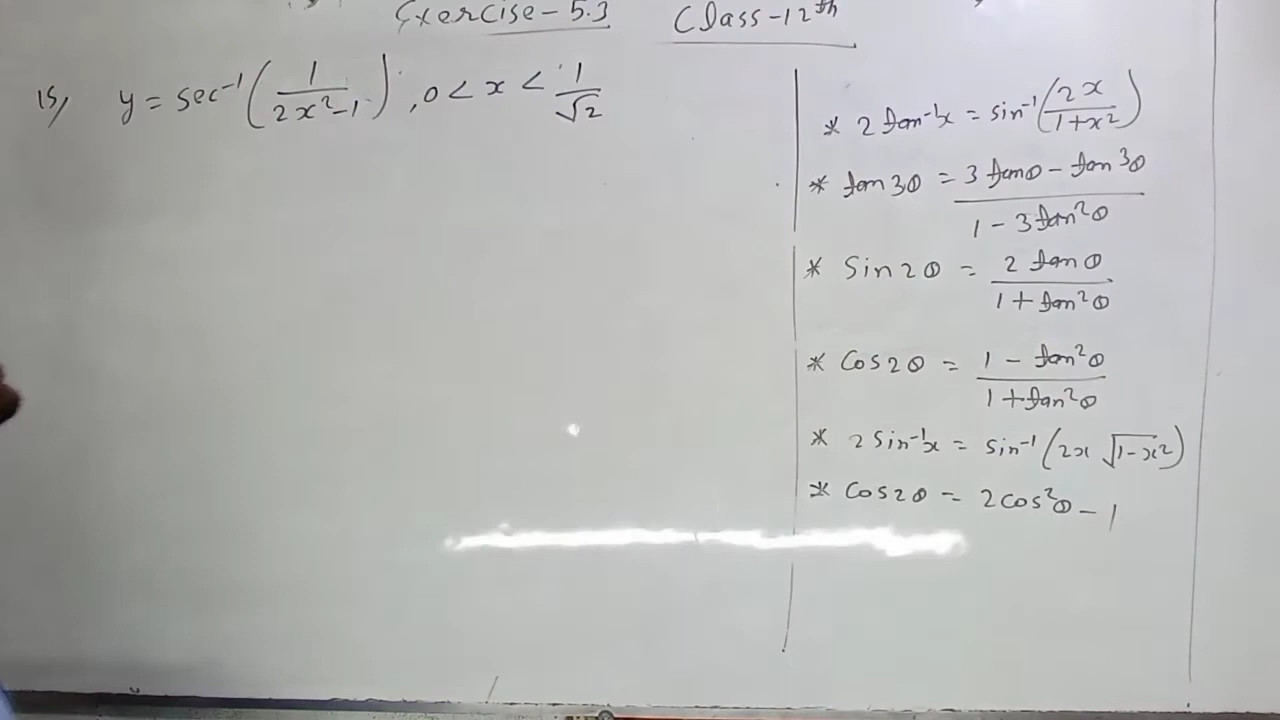 Exercise - 5.3 Class - 12th
15, y = sec⁻¹(1/(2x²-1)), 0 < x < 1/√2
* 2 tan⁻¹x = sin⁻¹(2x/(1+x²))
* tan 3θ = (3 tanθ - tan³θ)/(1 - 3 tan²θ)
* Sin 2θ = (2 tanθ)/(1 + tan²θ)
* Cos 2θ = (1 - tan²θ)/(1 + tan²θ)
* 2 Sin⁻¹x = sin⁻¹(2x √(1-x²))
* Cos 2θ = 2cos²θ - 1